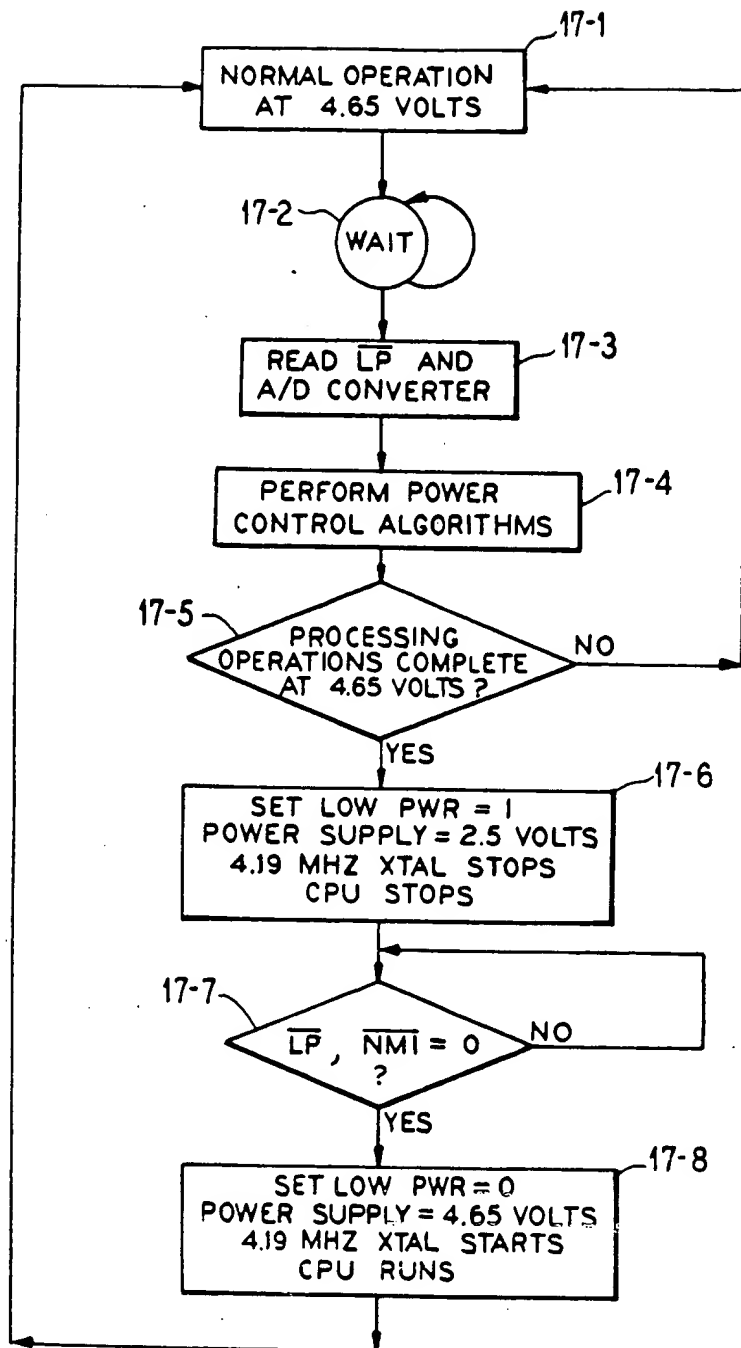 17-1
NORMAL OPERATION
AT 4.65 VOLTS
17-2
WAIT
17-3
READ L̅P̅ AND
A/D CONVERTER
17-4
PERFORM POWER
CONTROL ALGORITHMS
17-5
PROCESSING
OPERATIONS COMPLETE
AT 4.65 VOLTS?
NO
YES
17-6
SET LOW PWR = 1
POWER SUPPLY = 2.5 VOLTS
4.19 MHZ XTAL STOPS
CPU STOPS
17-7
L̅P̅, N̅M̅I̅ = 0
?
NO
YES
17-8
SET LOW PWR = 0
POWER SUPPLY = 4.65 VOLTS
4.19 MHZ XTAL STARTS
CPU RUNS